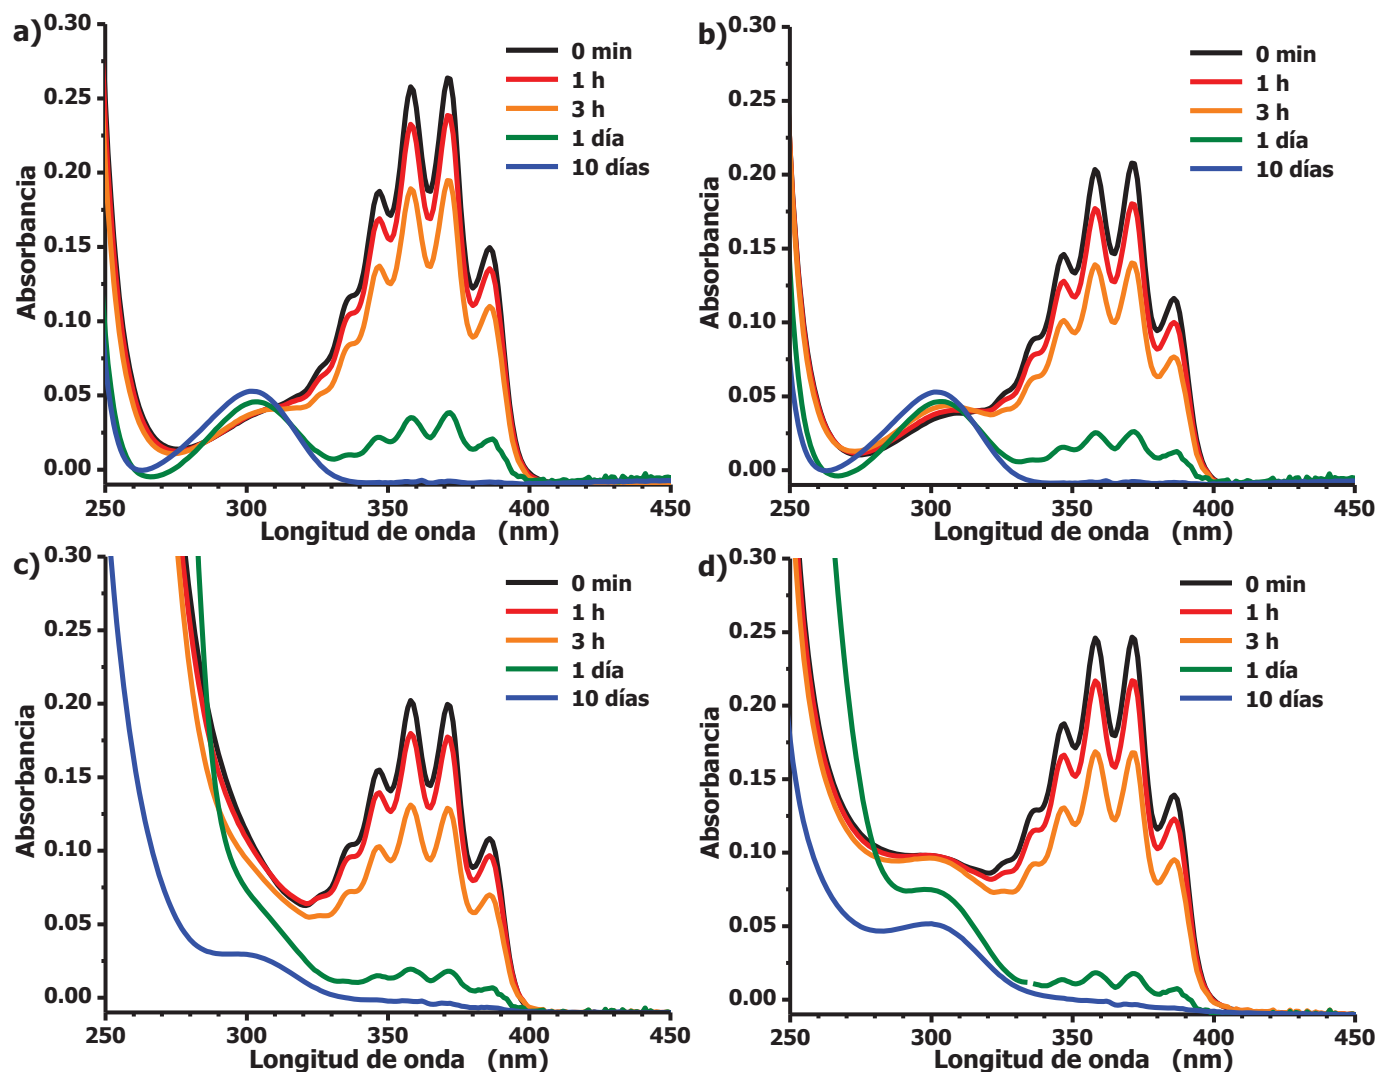 a)
0.30
0.25
0.20
0.15
0.10
0.05
0.00
Absorbancia
0 min
1 h
3 h
1 día
10 días
250 300 350 400 450
Longitud de onda (nm)
b)
0.30
0.25
0.20
0.15
0.10
0.05
0.00
Absorbancia
0 min
1 h
3 h
1 día
10 días
250 300 350 400 450
Longitud de onda (nm)
c)
0.30
0.25
0.20
0.15
0.10
0.05
0.00
Absorbancia
0 min
1 h
3 h
1 día
10 días
250 300 350 400 450
Longitud de onda (nm)
d)
0.30
0.25
0.20
0.15
0.10
0.05
0.00
Absorbancia
0 min
1 h
3 h
1 día
10 días
250 300 350 400 450
Longitud de onda (nm)